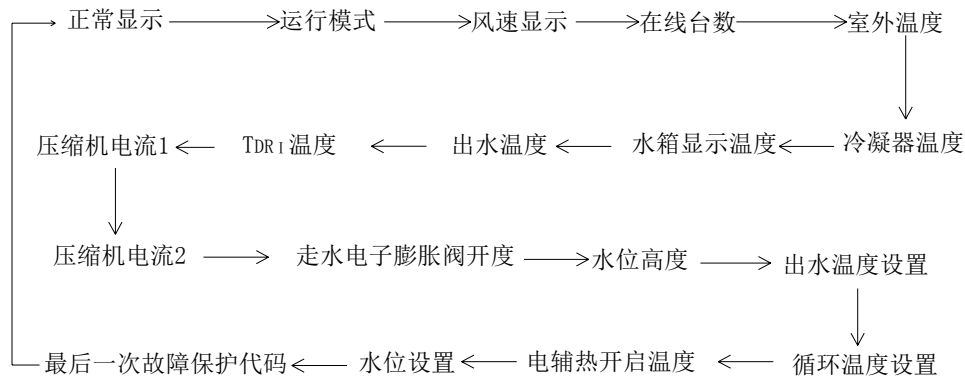 正常显示 运行模式 风速显示 在线台数 室外温度
压缩机电流1 TDRI温度 出水温度 水箱显示温度 冷凝器温度
压缩机电流2 走水电子膨胀阀开度 水位高度 出水温度设置
最后一次故障保护代码 水位设置 电辅热开启温度 循环温度设置